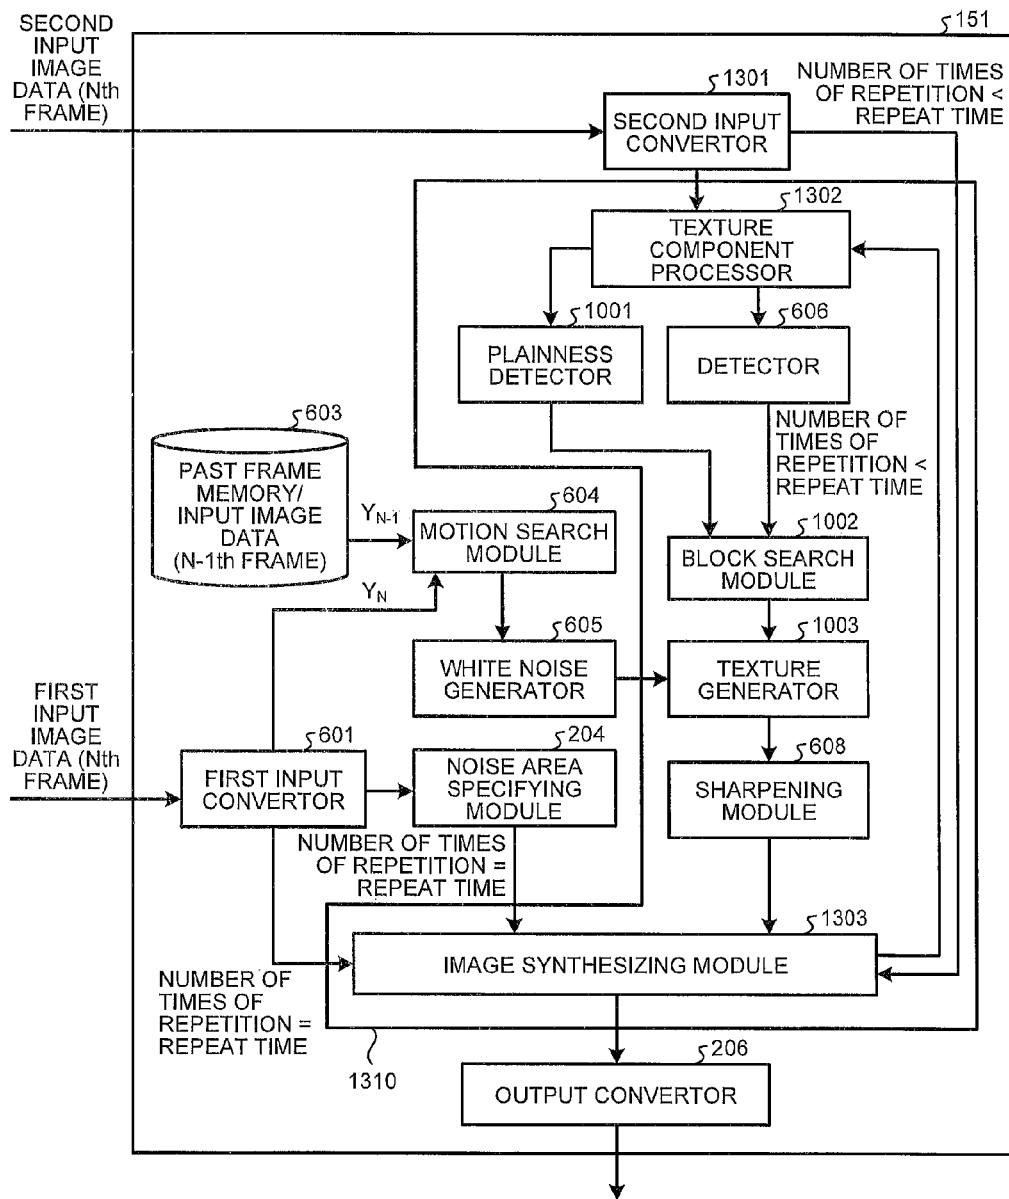 SECOND
INPUT
IMAGE
DATA (Nth
FRAME)
151
1301
NUMBER OF TIMES
OF REPETITION <
REPEAT TIME
SECOND INPUT
CONVERTOR
1302
TEXTURE
COMPONENT
PROCESSOR
1001
606
PLAINNESS
DETECTOR
DETECTOR
603
NUMBER OF
TIMES OF
REPETITION <
REPEAT TIME
PAST FRAME
MEMORY/
INPUT IMAGE
DATA
(N-1th FRAME)
YN-1
604
MOTION SEARCH
MODULE
1002
BLOCK SEARCH
MODULE
YN
605
1003
WHITE NOISE
GENERATOR
TEXTURE
GENERATOR
FIRST
INPUT
IMAGE
DATA (Nth
FRAME)
601
204
608
FIRST INPUT
CONVERTOR
NOISE AREA
SPECIFYING
MODULE
SHARPENING
MODULE
NUMBER OF TIMES
OF REPETITION =
REPEAT TIME
1303
IMAGE SYNTHESIZING MODULE
NUMBER OF
TIMES OF
REPETITION =
REPEAT TIME
1310
206
OUTPUT CONVERTOR